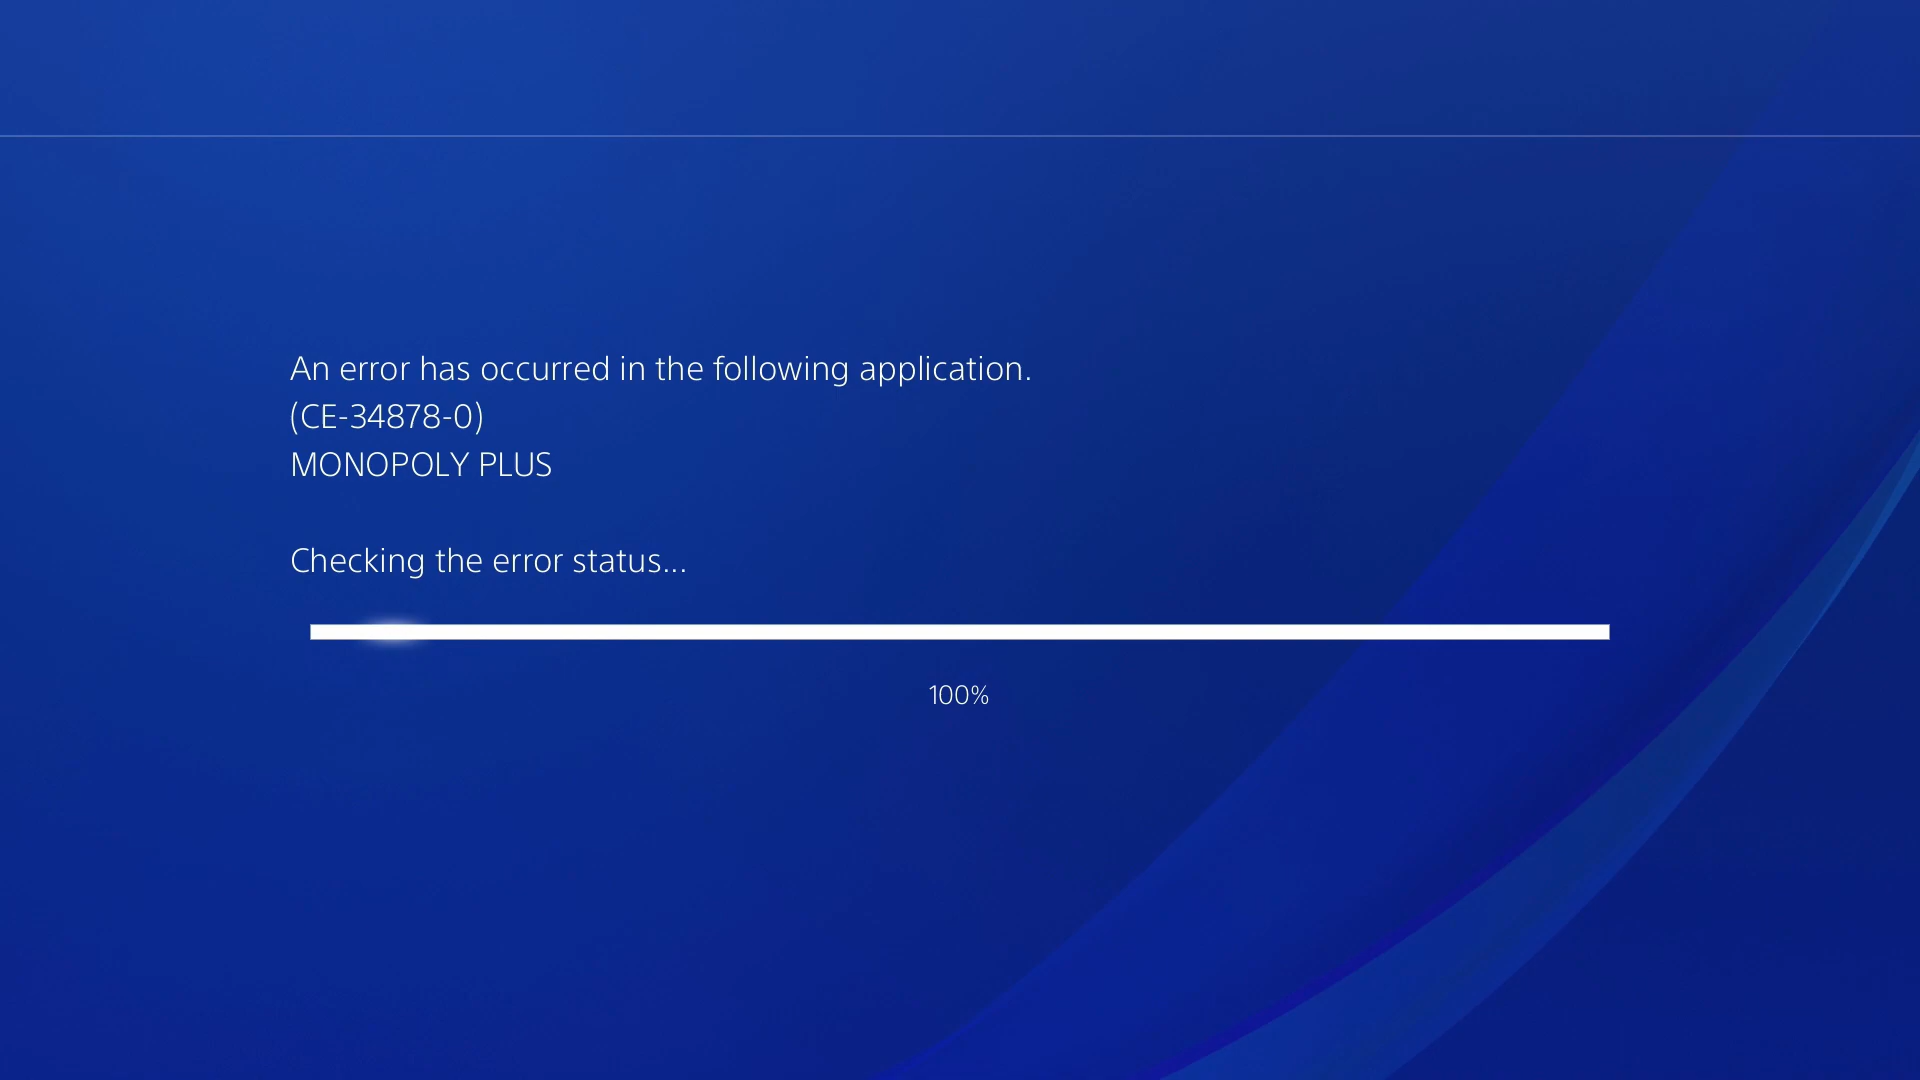 An error has occurred in the following application.
(CE-34878-0)
MONOPOLY PLUS
Checking the error status...
100%